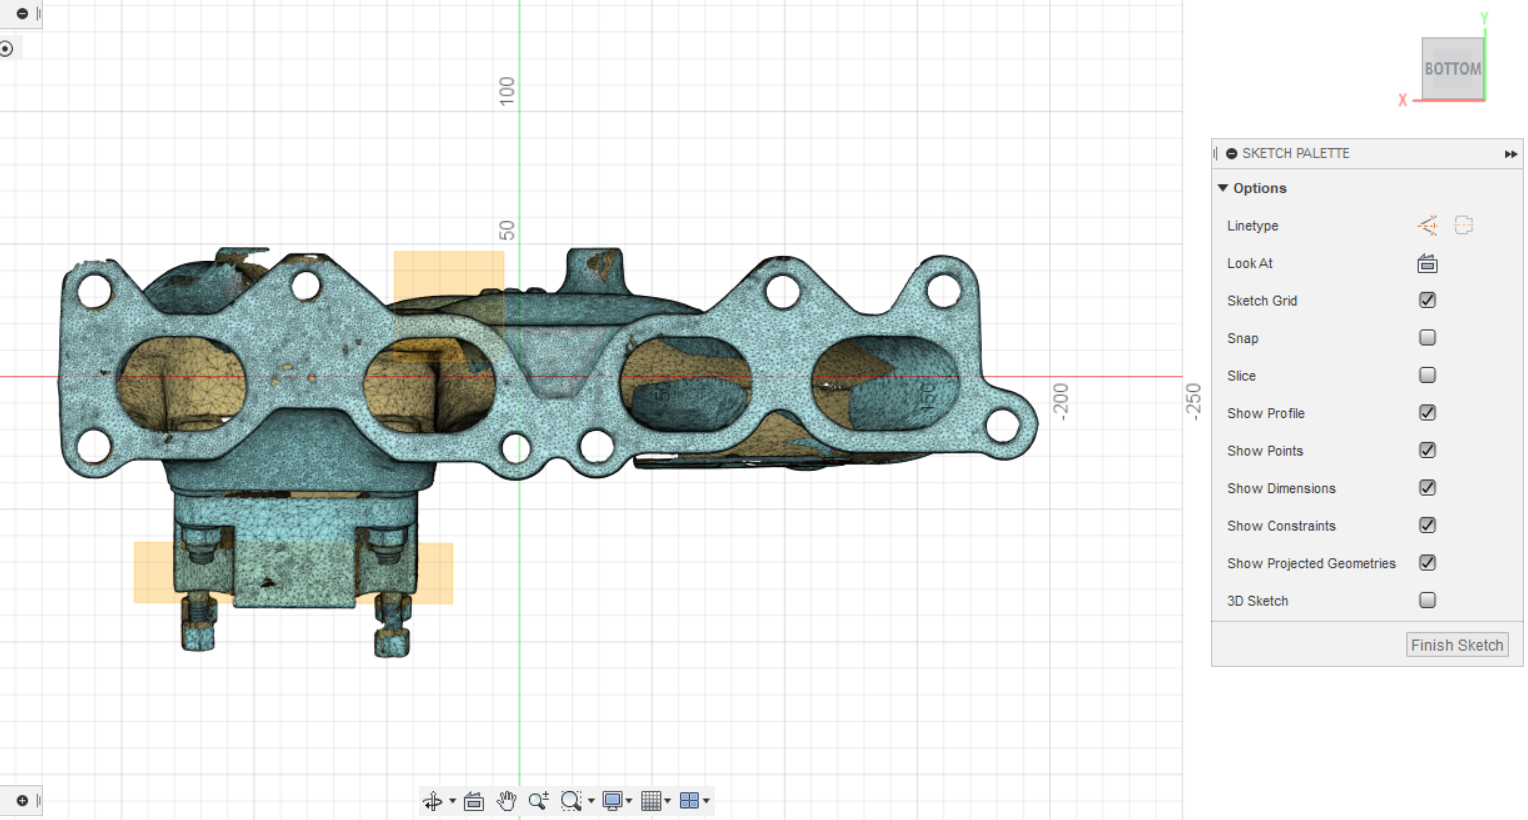 Y
BOTTOM
X
100
50
-50
-150
-200
-250
SKETCH PALETTE
Options
Linetype
Look At
Sketch Grid
Snap
Slice
Show Profile
Show Points
Show Dimensions
Show Constraints
Show Projected Geometries
3D Sketch
Finish Sketch